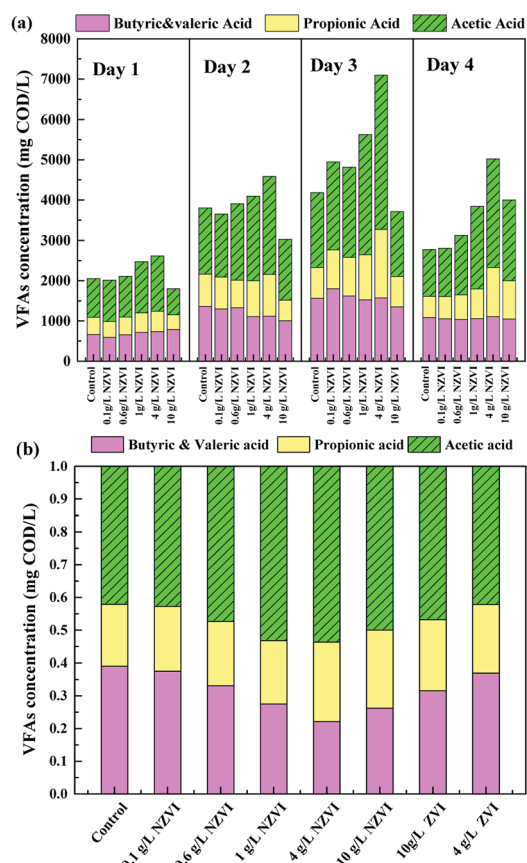 (a)
Butyric&valeric Acid
Propionic Acid
Acetic Acid
VFAs concentration (mg COD/L)
8000
7000
6000
5000
4000
3000
2000
1000
0
Day 1
Day 2
Day 3
Day 4
Control
0.1g/L NZVI
0.6g/L NZVI
1g/L NZVI
4 g/L NZVI
10 g/L NZVI
Control
0.1g/L NZVI
0.6g/L NZVI
1g/L NZVI
4 g/L NZVI
10 g/L NZVI
Control
0.1g/L NZVI
0.6g/L NZVI
1g/L NZVI
4 g/L NZVI
10 g/L NZVI
Control
0.1g/L NZVI
0.6g/L NZVI
1g/L NZVI
4 g/L NZVI
10 g/L NZVI
(b)
Butyric & Valeric acid
Propionic acid
Acetic acid
VFAs concentration (mg COD/L)
1.0
0.9
0.8
0.7
0.6
0.5
0.4
0.3
0.2
0.1
0.0
Control
0.1 g/L NZVI
0.6 g/L NZVI
1 g/L NZVI
4 g/L NZVI
10 g/L NZVI
10g/L ZVI
4 g/L ZVI